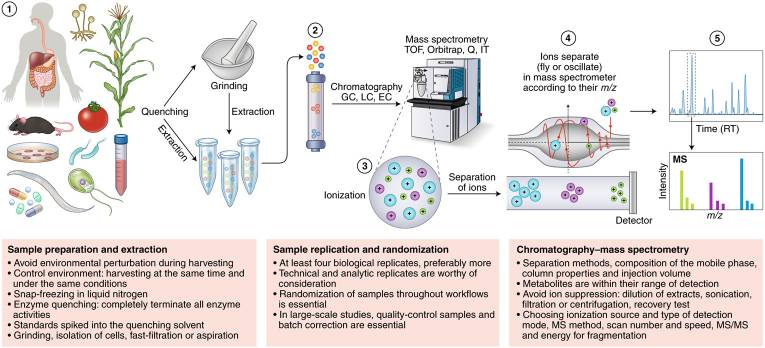 1
Quenching
Grinding
Extraction
Extraction
2
Chromatography
GC, LC, EC
Mass spectrometry
TOF, Orbitrap, Q, IT
3
Ionization
Separation
of ions
4
Ions separate
(fly or oscillate)
in mass spectrometer
according to their m/z
Detector
5
Time (RT)
MS
Intensity
m/z
Sample preparation and extraction
• Avoid environmental perturbation during harvesting
• Control environment: harvesting at the same time and
under the same conditions
• Snap-freezing in liquid nitrogen
• Enzyme quenching: completely terminate all enzyme
activities
• Standards spiked into the quenching solvent
• Grinding, isolation of cells, fast-filtration or aspiration
Sample replication and randomization
• At least four biological replicates, preferably more
• Technical and analytic replicates are worthy of
consideration
• Randomization of samples throughout workflows
is essential
• In large-scale studies, quality-control samples and
batch correction are essential
Chromatography–mass spectrometry
• Separation methods, composition of the mobile phase,
column properties and injection volume
• Metabolites are within their range of detection
• Avoid ion suppression: dilution of extracts, sonication,
filtration or centrifugation, recovery test
• Choosing ionization source and type of detection
mode, MS method, scan number and speed, MS/MS
and energy for fragmentation